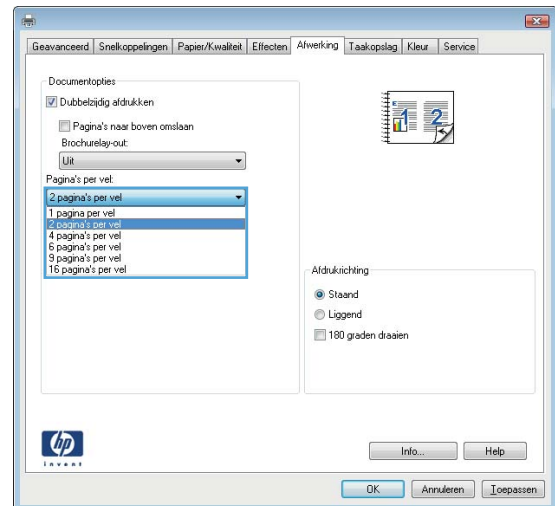 Geavanceerd Snelkoppelingen Papier/Kwaliteit Effecten Afwerking Taakopslag Kleur Service
Documentopties
Dubbelzijdig afdrukken
Pagina's naar boven omslaan
Brochurelay-out:
Uit
Pagina's per vel:
2 pagina's per vel
1 pagina per vel
2 pagina's per vel
4 pagina's per vel
6 pagina's per vel
9 pagina's per vel
16 pagina's per vel
1 2
Afdrukrichting
Staand
Liggend
180 graden draaien
hp
invent
Info... Help
OK Annuleren Toepassen